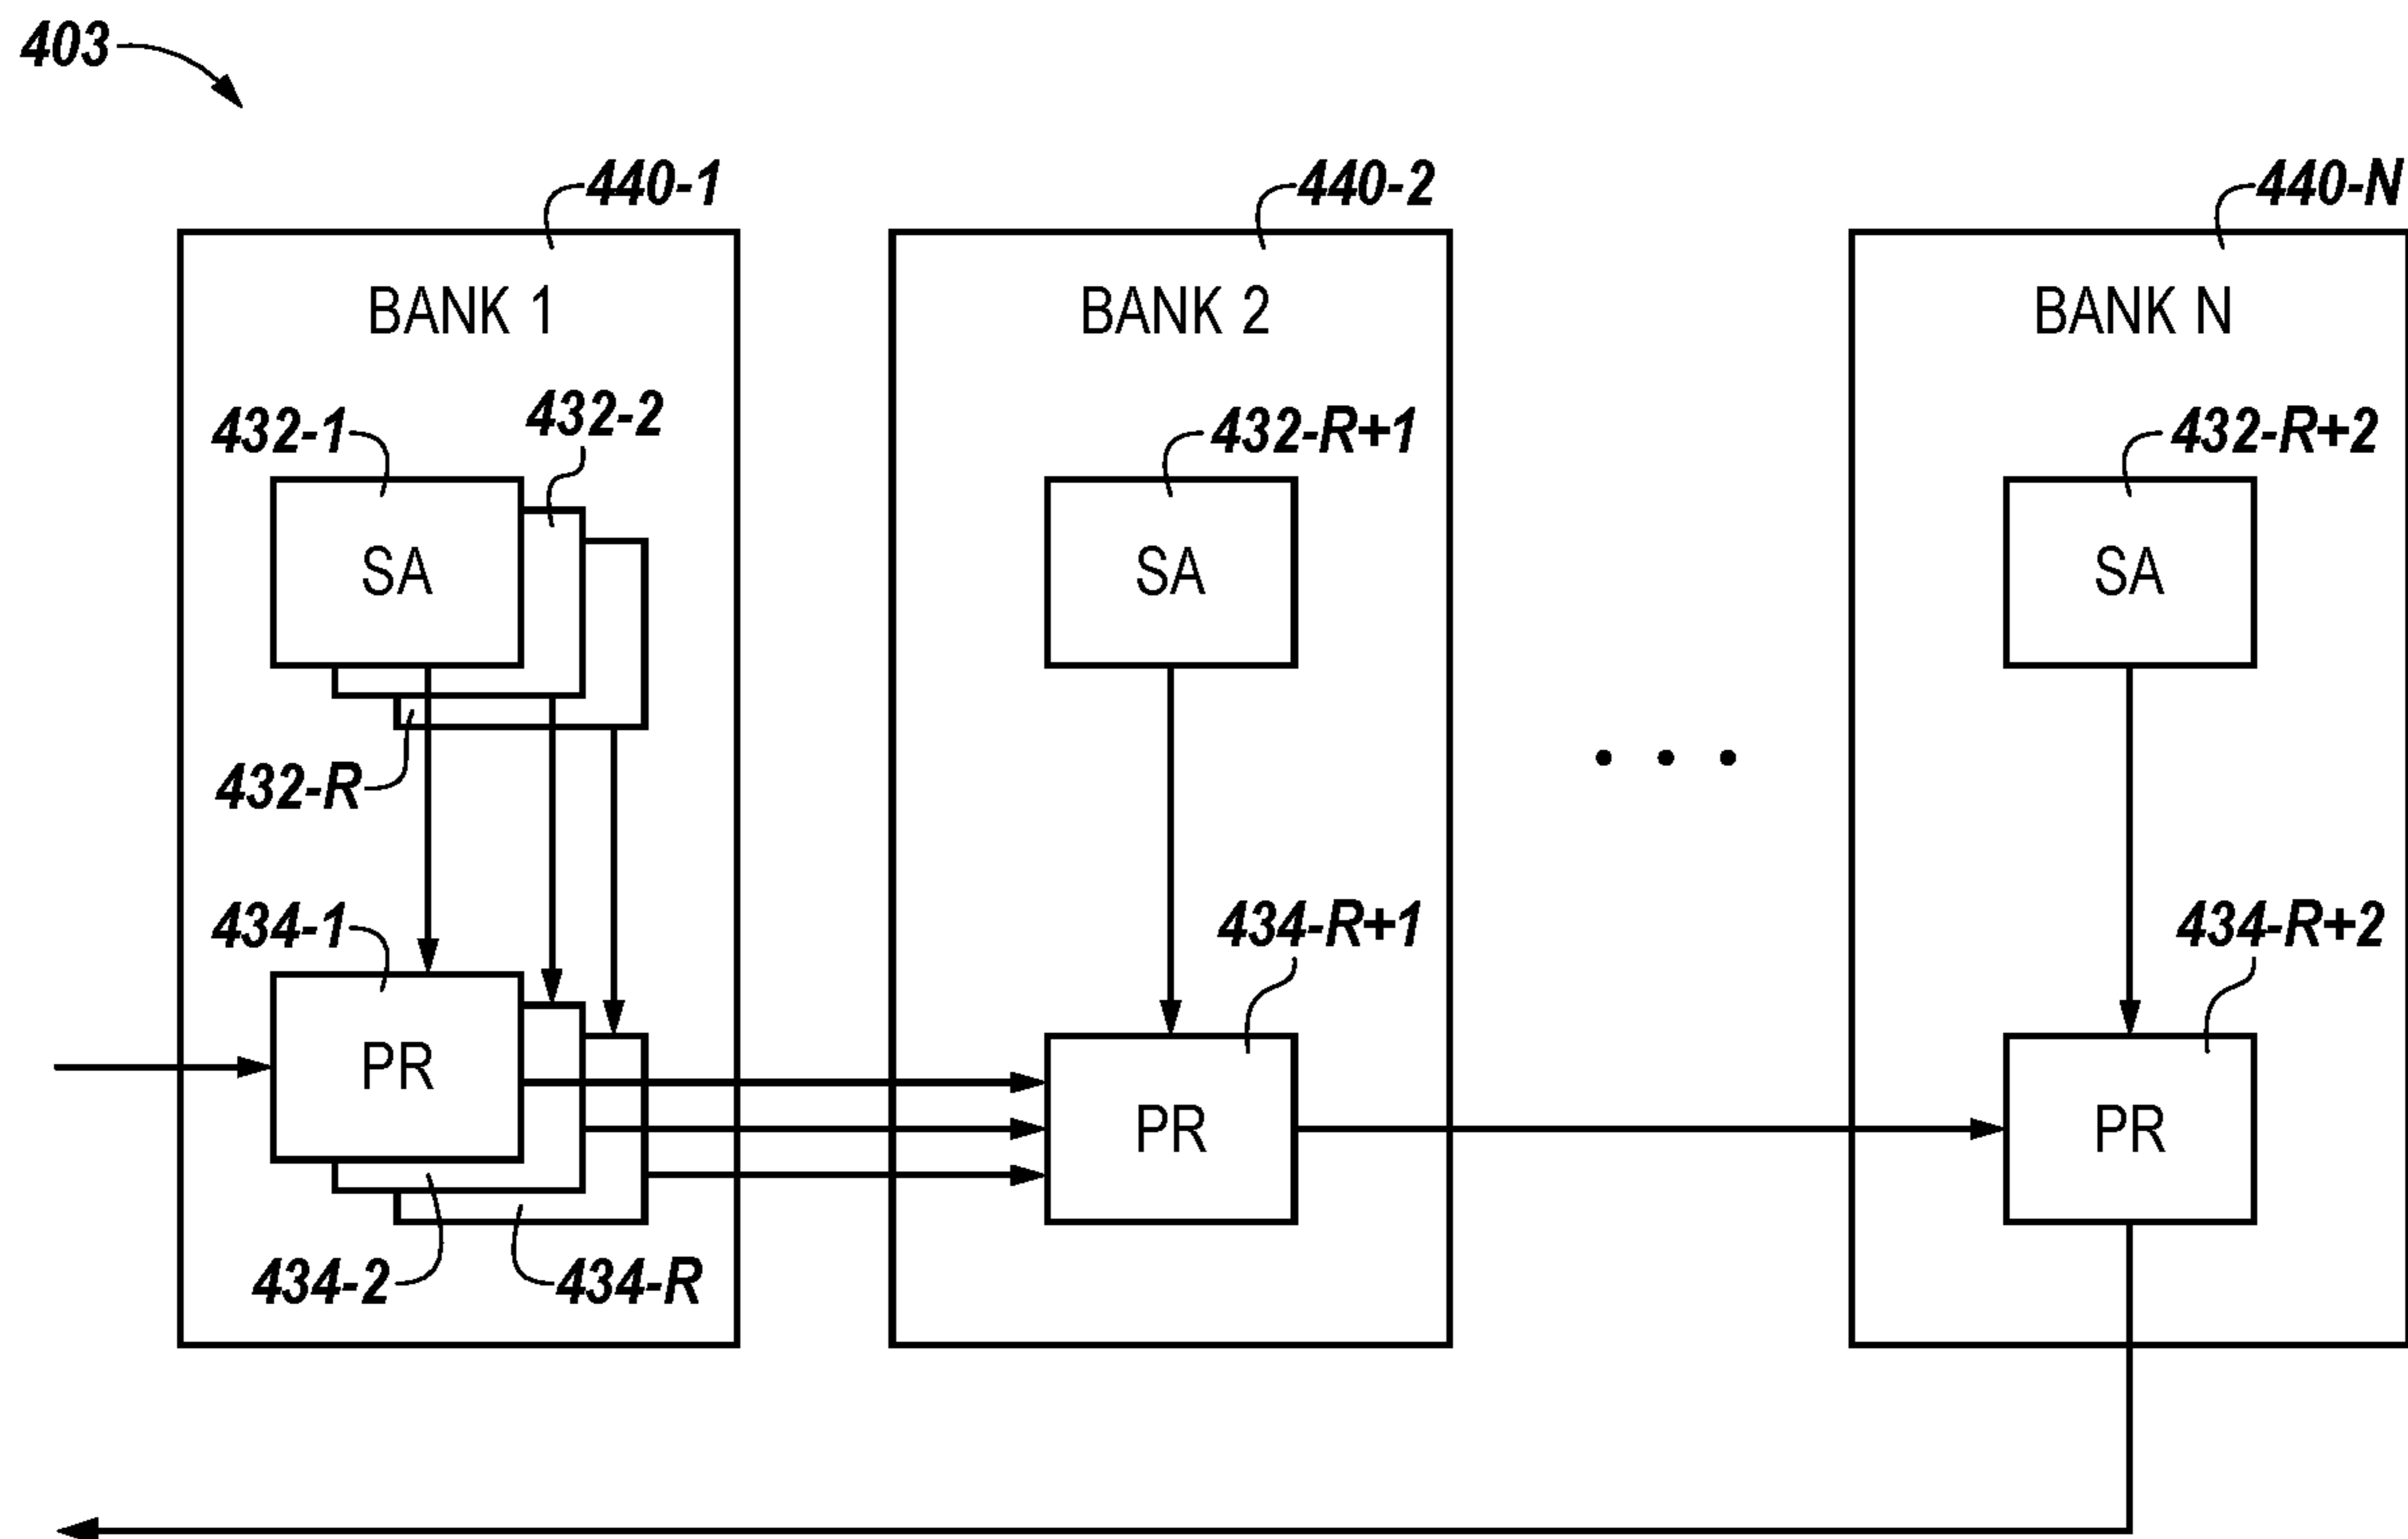 403
440-1
440-2
440-N
BANK 1
BANK 2
BANK N
432-1
432-2
432-R+1
432-R+2
SA
SA
SA
432-R
434-1
434-R+1
434-R+2
PR
PR
PR
434-2
434-R